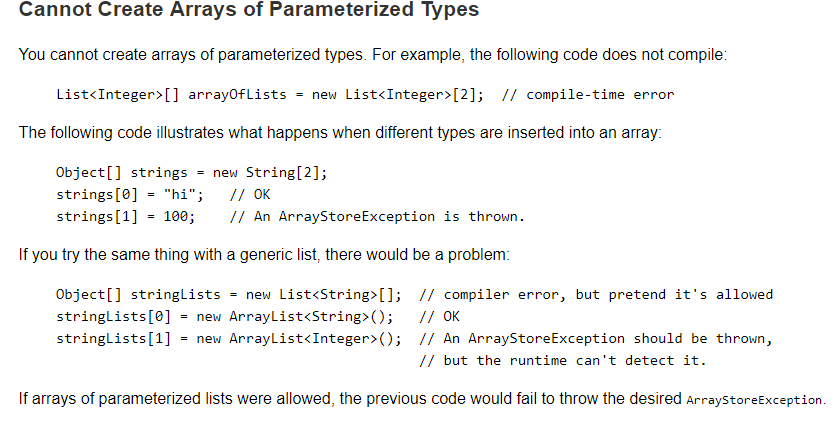 Cannot Create Arrays of Parameterized Types
You cannot create arrays of parameterized types. For example, the following code does not compile:
List<Integer>[] arrayOfLists = new List<Integer>[2];  // compile-time error
The following code illustrates what happens when different types are inserted into an array:
Object[] strings = new String[2];
strings[0] = "hi";   // OK
strings[1] = 100;    // An ArrayStoreException is thrown.
If you try the same thing with a generic list, there would be a problem:
Object[] stringLists = new List<String>[];  // compiler error, but pretend it's allowed
stringLists[0] = new ArrayList<String>();   // OK
stringLists[1] = new ArrayList<Integer>();  // An ArrayStoreException should be thrown,
                                            // but the runtime can't detect it.
If arrays of parameterized lists were allowed, the previous code would fail to throw the desired ArrayStoreException.